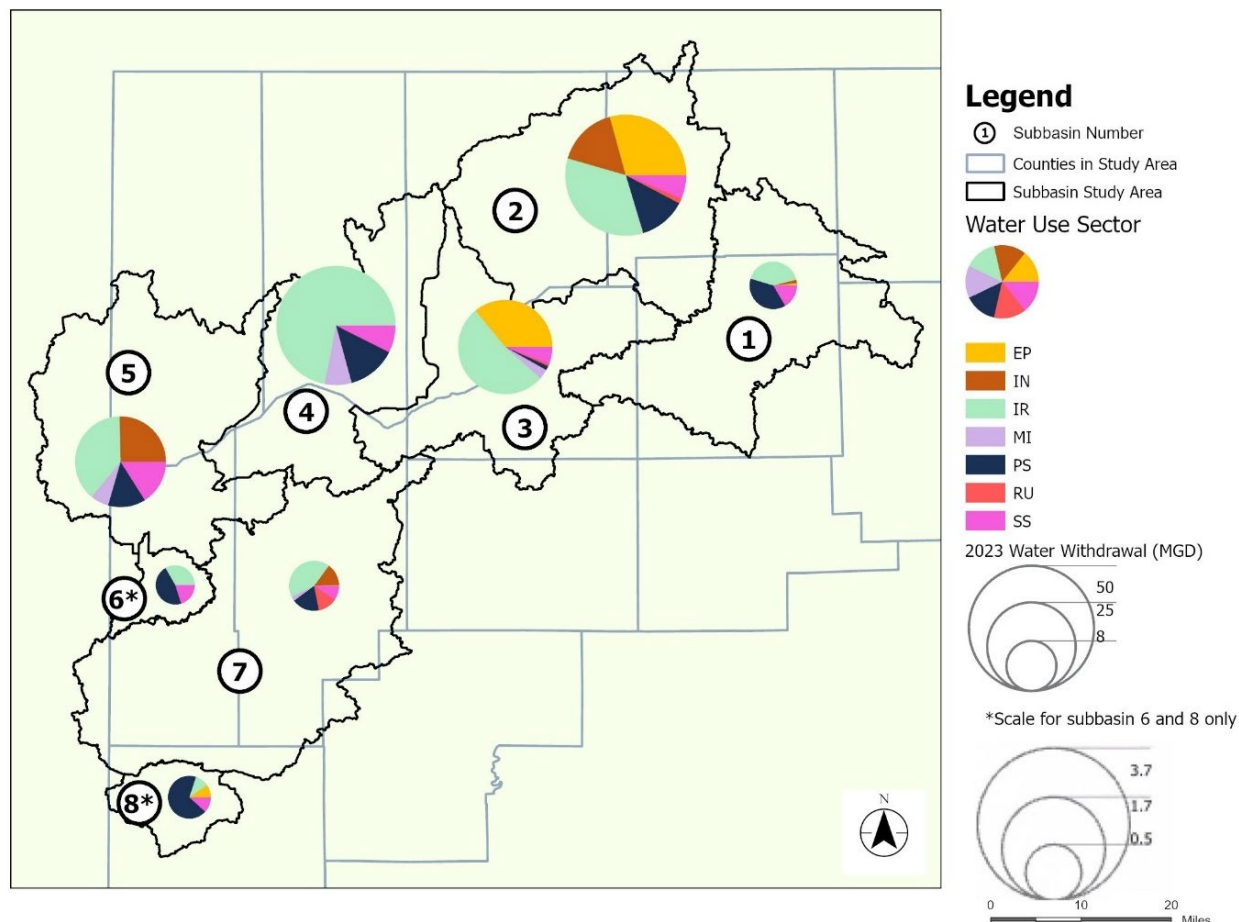 2
1
5
4
3
6*
7
8*
N
Legend
1 Subbasin Number
Counties in Study Area
Subbasin Study Area
Water Use Sector
EP
IN
IR
MI
PS
RU
SS
2023 Water Withdrawal (MGD)
50
25
8
*Scale for subbasin 6 and 8 only
3.7
1.7
0.5
0 10 20
Miles